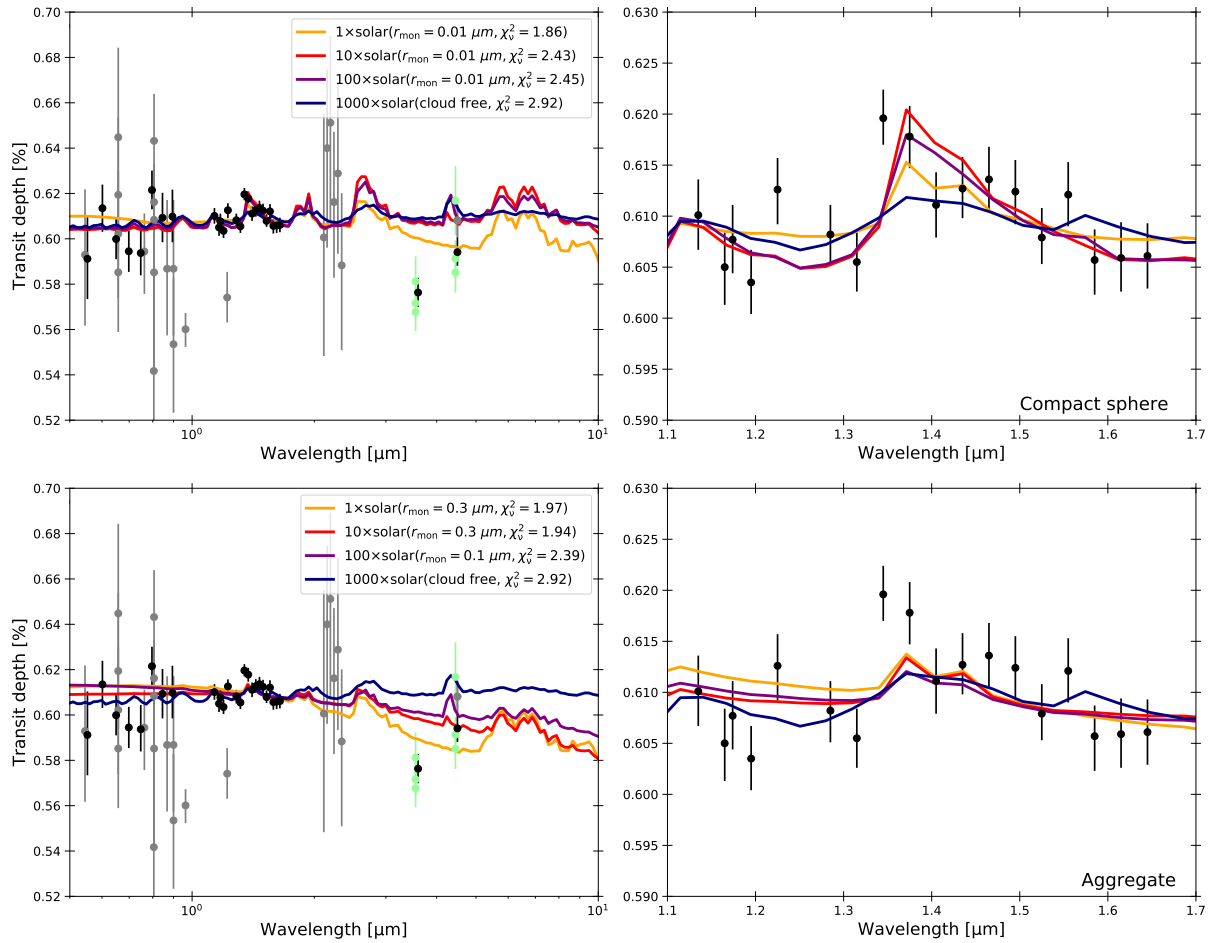 0.70
0.68
0.66
0.64
0.62
0.60
0.58
0.56
0.54
0.52
Transit depth [%]
1×solar(r_mon = 0.01 μm, χ²_ν = 1.86)
10×solar(r_mon = 0.01 μm, χ²_ν = 2.43)
100×solar(r_mon = 0.01 μm, χ²_ν = 2.45)
1000×solar(cloud free, χ²_ν = 2.92)
10⁰
10¹
Wavelength [μm]
0.630
0.625
0.620
0.615
0.610
0.605
0.600
0.595
0.590
Compact sphere
1.1 1.2 1.3 1.4 1.5 1.6 1.7
Wavelength [μm]
0.70
0.68
0.66
0.64
0.62
0.60
0.58
0.56
0.54
0.52
Transit depth [%]
1×solar(r_mon = 0.3 μm, χ²_ν = 1.97)
10×solar(r_mon = 0.3 μm, χ²_ν = 1.94)
100×solar(r_mon = 0.1 μm, χ²_ν = 2.39)
1000×solar(cloud free, χ²_ν = 2.92)
10⁰
10¹
Wavelength [μm]
0.630
0.625
0.620
0.615
0.610
0.605
0.600
0.595
0.590
Aggregate
1.1 1.2 1.3 1.4 1.5 1.6 1.7
Wavelength [μm]